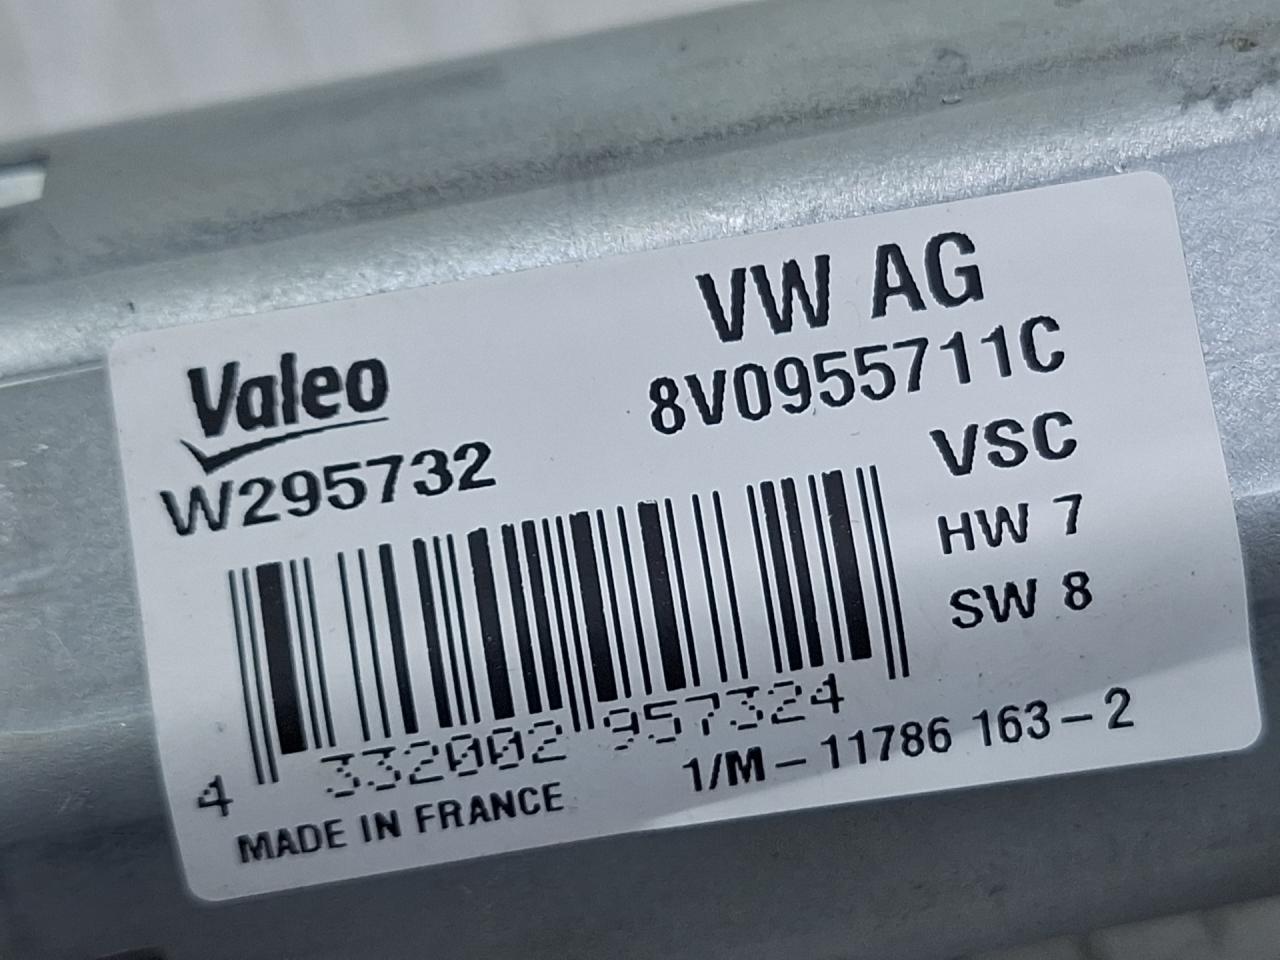 VW AG
Valeo
8V0955711C
W295732
VSC
HW 7
SW 8
4 332002 957324
1/M – 11786 163 – 2
MADE IN FRANCE